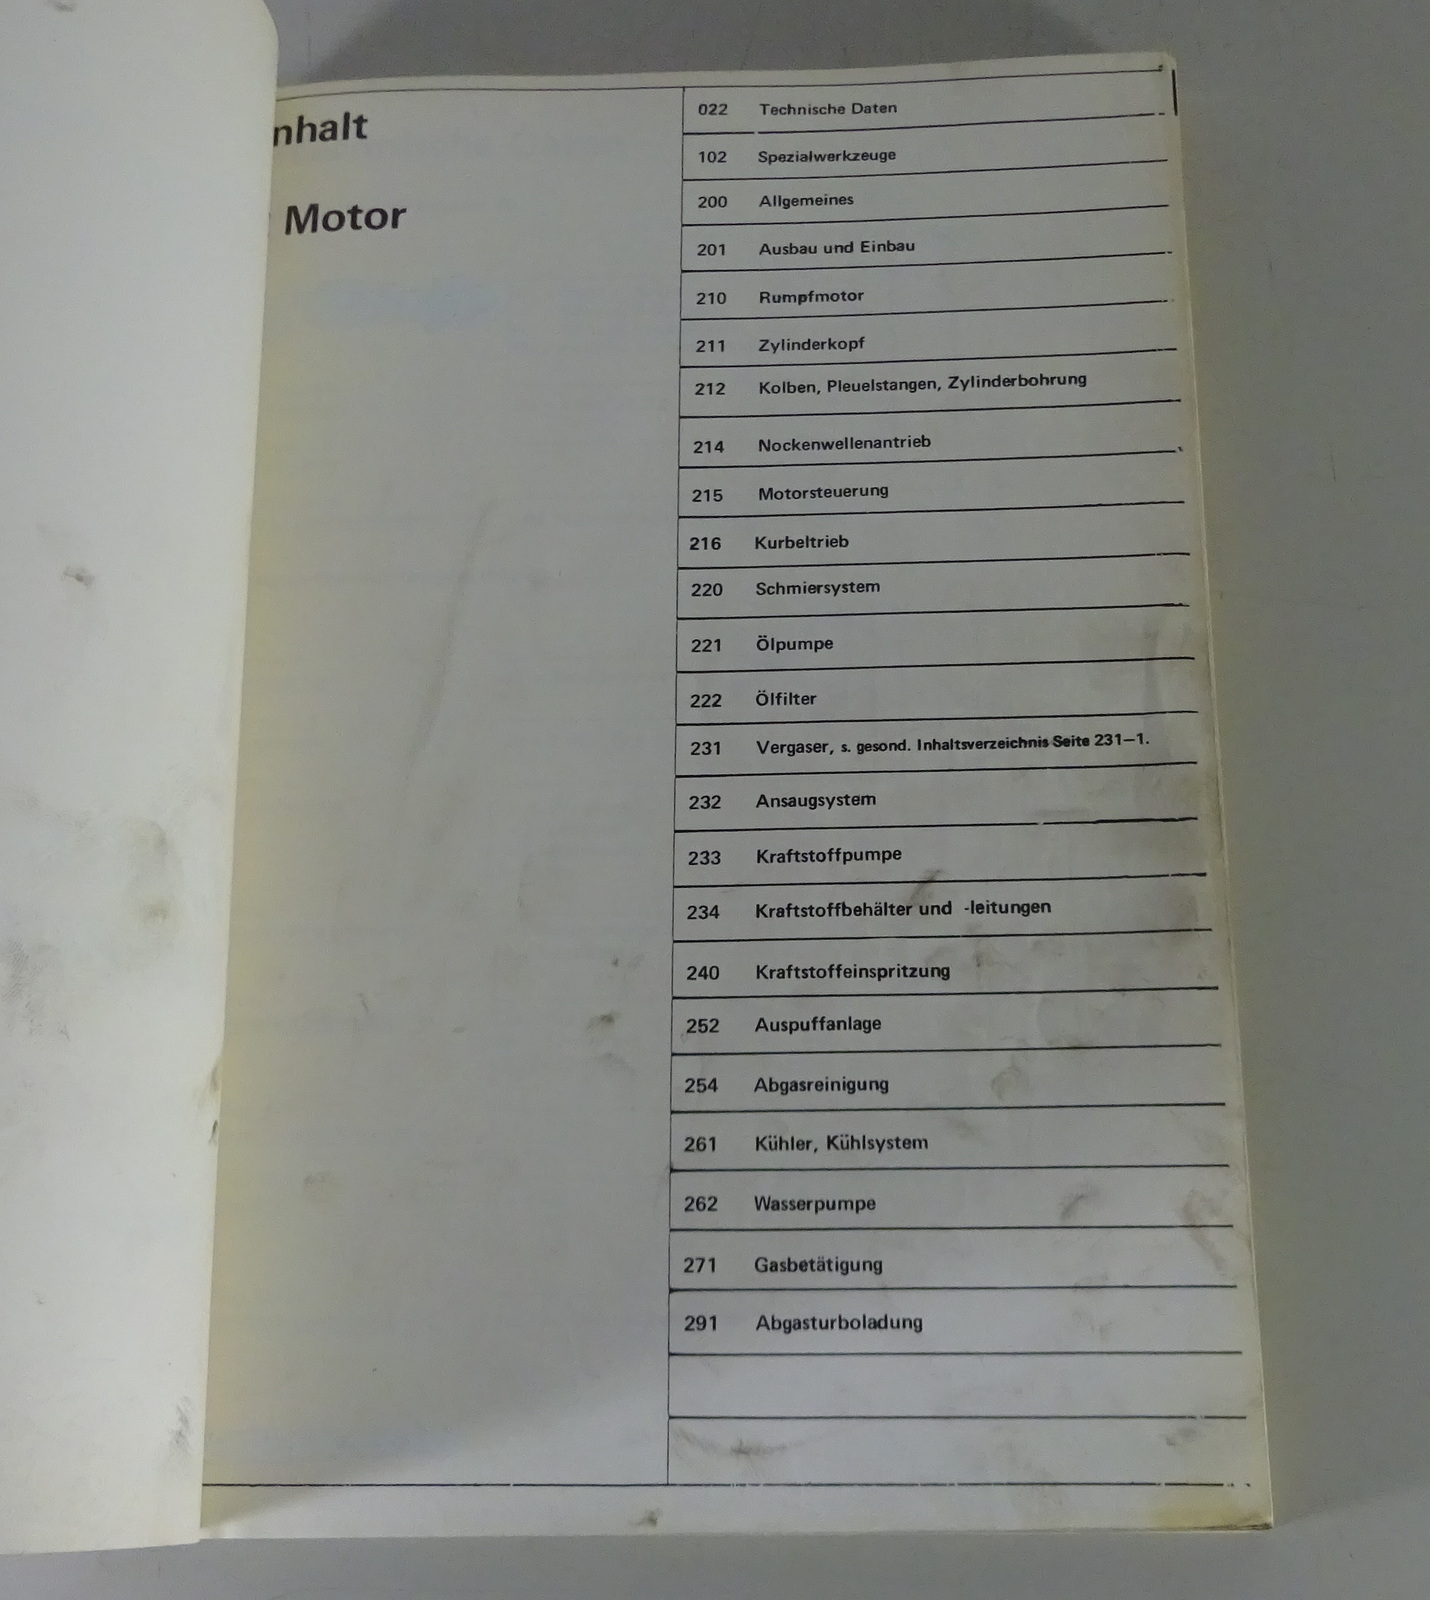 nhalt
Motor
022 Technische Daten
102 Spezialwerkzeuge
200 Allgemeines
201 Ausbau und Einbau
210 Rumpfmotor
211 Zylinderkopf
212 Kolben, Pleuelstangen, Zylinderbohrung
214 Nockenwellenantrieb
215 Motorsteuerung
216 Kurbeltrieb
220 Schmiersystem
221 Ölpumpe
222 Ölfilter
231 Vergaser, s. gesond. Inhaltsverzeichnis Seite 231–1.
232 Ansaugsystem
233 Kraftstoffpumpe
234 Kraftstoffbehälter und -leitungen
240 Kraftstoffeinspritzung
252 Auspuffanlage
254 Abgasreinigung
261 Kühler, Kühlsystem
262 Wasserpumpe
271 Gasbetätigung
291 Abgasturboladung